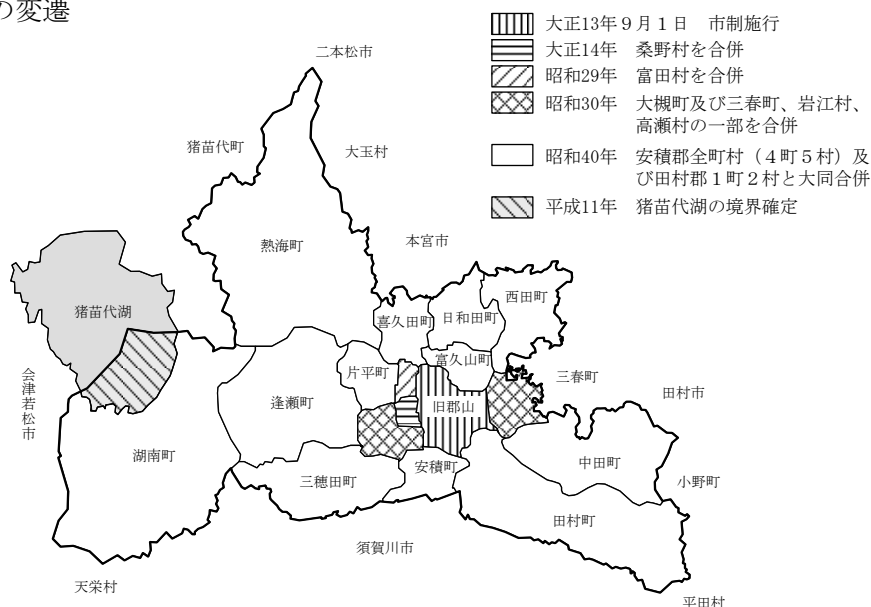 の変遷
大正13年9月1日 市制施行
大正14年 桑野村を合併
昭和29年 富田村を合併
昭和30年 大槻町及び三春町、岩江村、
高瀬村の一部を合併
昭和40年 安積郡全町村（4町5村）及
び田村郡1町2村と大同合併
平成11年 猪苗代湖の境界確定
二本松市
猪苗代町
大玉村
本宮市
熱海町
西田町
猪苗代湖
喜久田町
日和田町
富久山町
片平町
三春町
田村市
会津若松市
逢瀬町
旧郡山
湖南町
安積町
中田町
三穂田町
小野町
田村町
須賀川市
天栄村
平田村